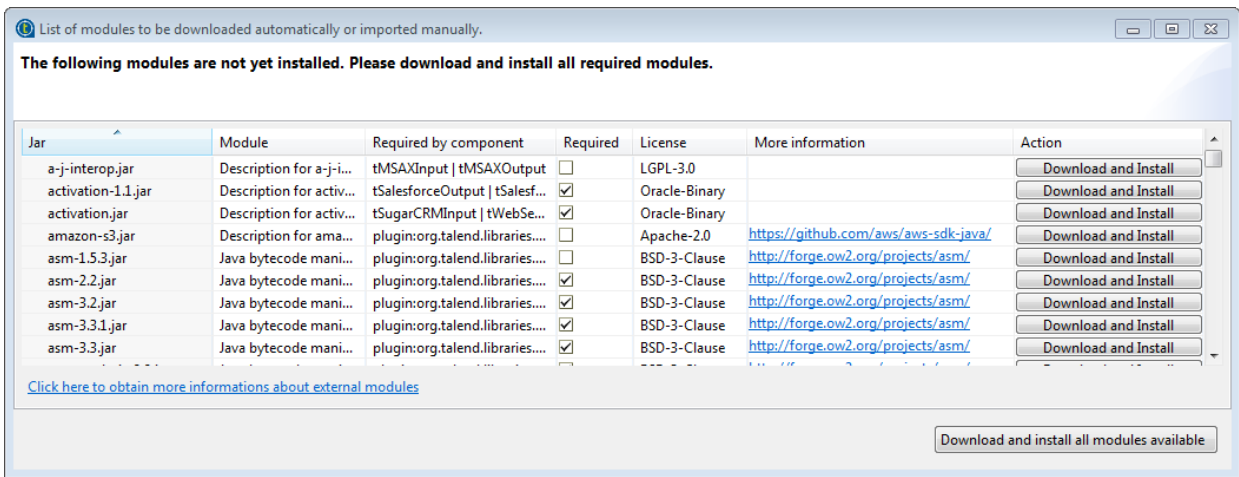 List of modules to be downloaded automatically or imported manually.
The following modules are not yet installed. Please download and install all required modules.
Jar Module Required by component Required License More information Action
a-j-interop.jar Description for a-j-i... tMSAXInput | tMSAXOutput LGPL-3.0 Download and Install
activation-1.1.jar Description for activ... tSalesforceOutput | tSalesf... Oracle-Binary Download and Install
activation.jar Description for activ... tSugarCRMInput | tWebSe... Oracle-Binary Download and Install
amazon-s3.jar Description for ama... plugin:org.talend.libraries.... Apache-2.0 https://github.com/aws/aws-sdk-java/ Download and Install
asm-1.5.3.jar Java bytecode mani... plugin:org.talend.libraries.... BSD-3-Clause http://forge.ow2.org/projects/asm/ Download and Install
asm-2.2.jar Java bytecode mani... plugin:org.talend.libraries.... BSD-3-Clause http://forge.ow2.org/projects/asm/ Download and Install
asm-3.2.jar Java bytecode mani... plugin:org.talend.libraries.... BSD-3-Clause http://forge.ow2.org/projects/asm/ Download and Install
asm-3.3.1.jar Java bytecode mani... plugin:org.talend.libraries.... BSD-3-Clause http://forge.ow2.org/projects/asm/ Download and Install
asm-3.3.jar Java bytecode mani... plugin:org.talend.libraries.... BSD-3-Clause http://forge.ow2.org/projects/asm/ Download and Install
Click here to obtain more informations about external modules
Download and install all modules available